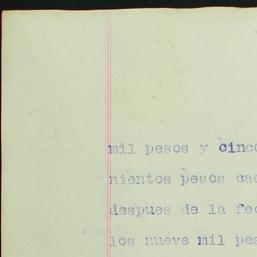 mil pesos y cinco
nientos pesos cad
despues de la fec
los nueve mil pes